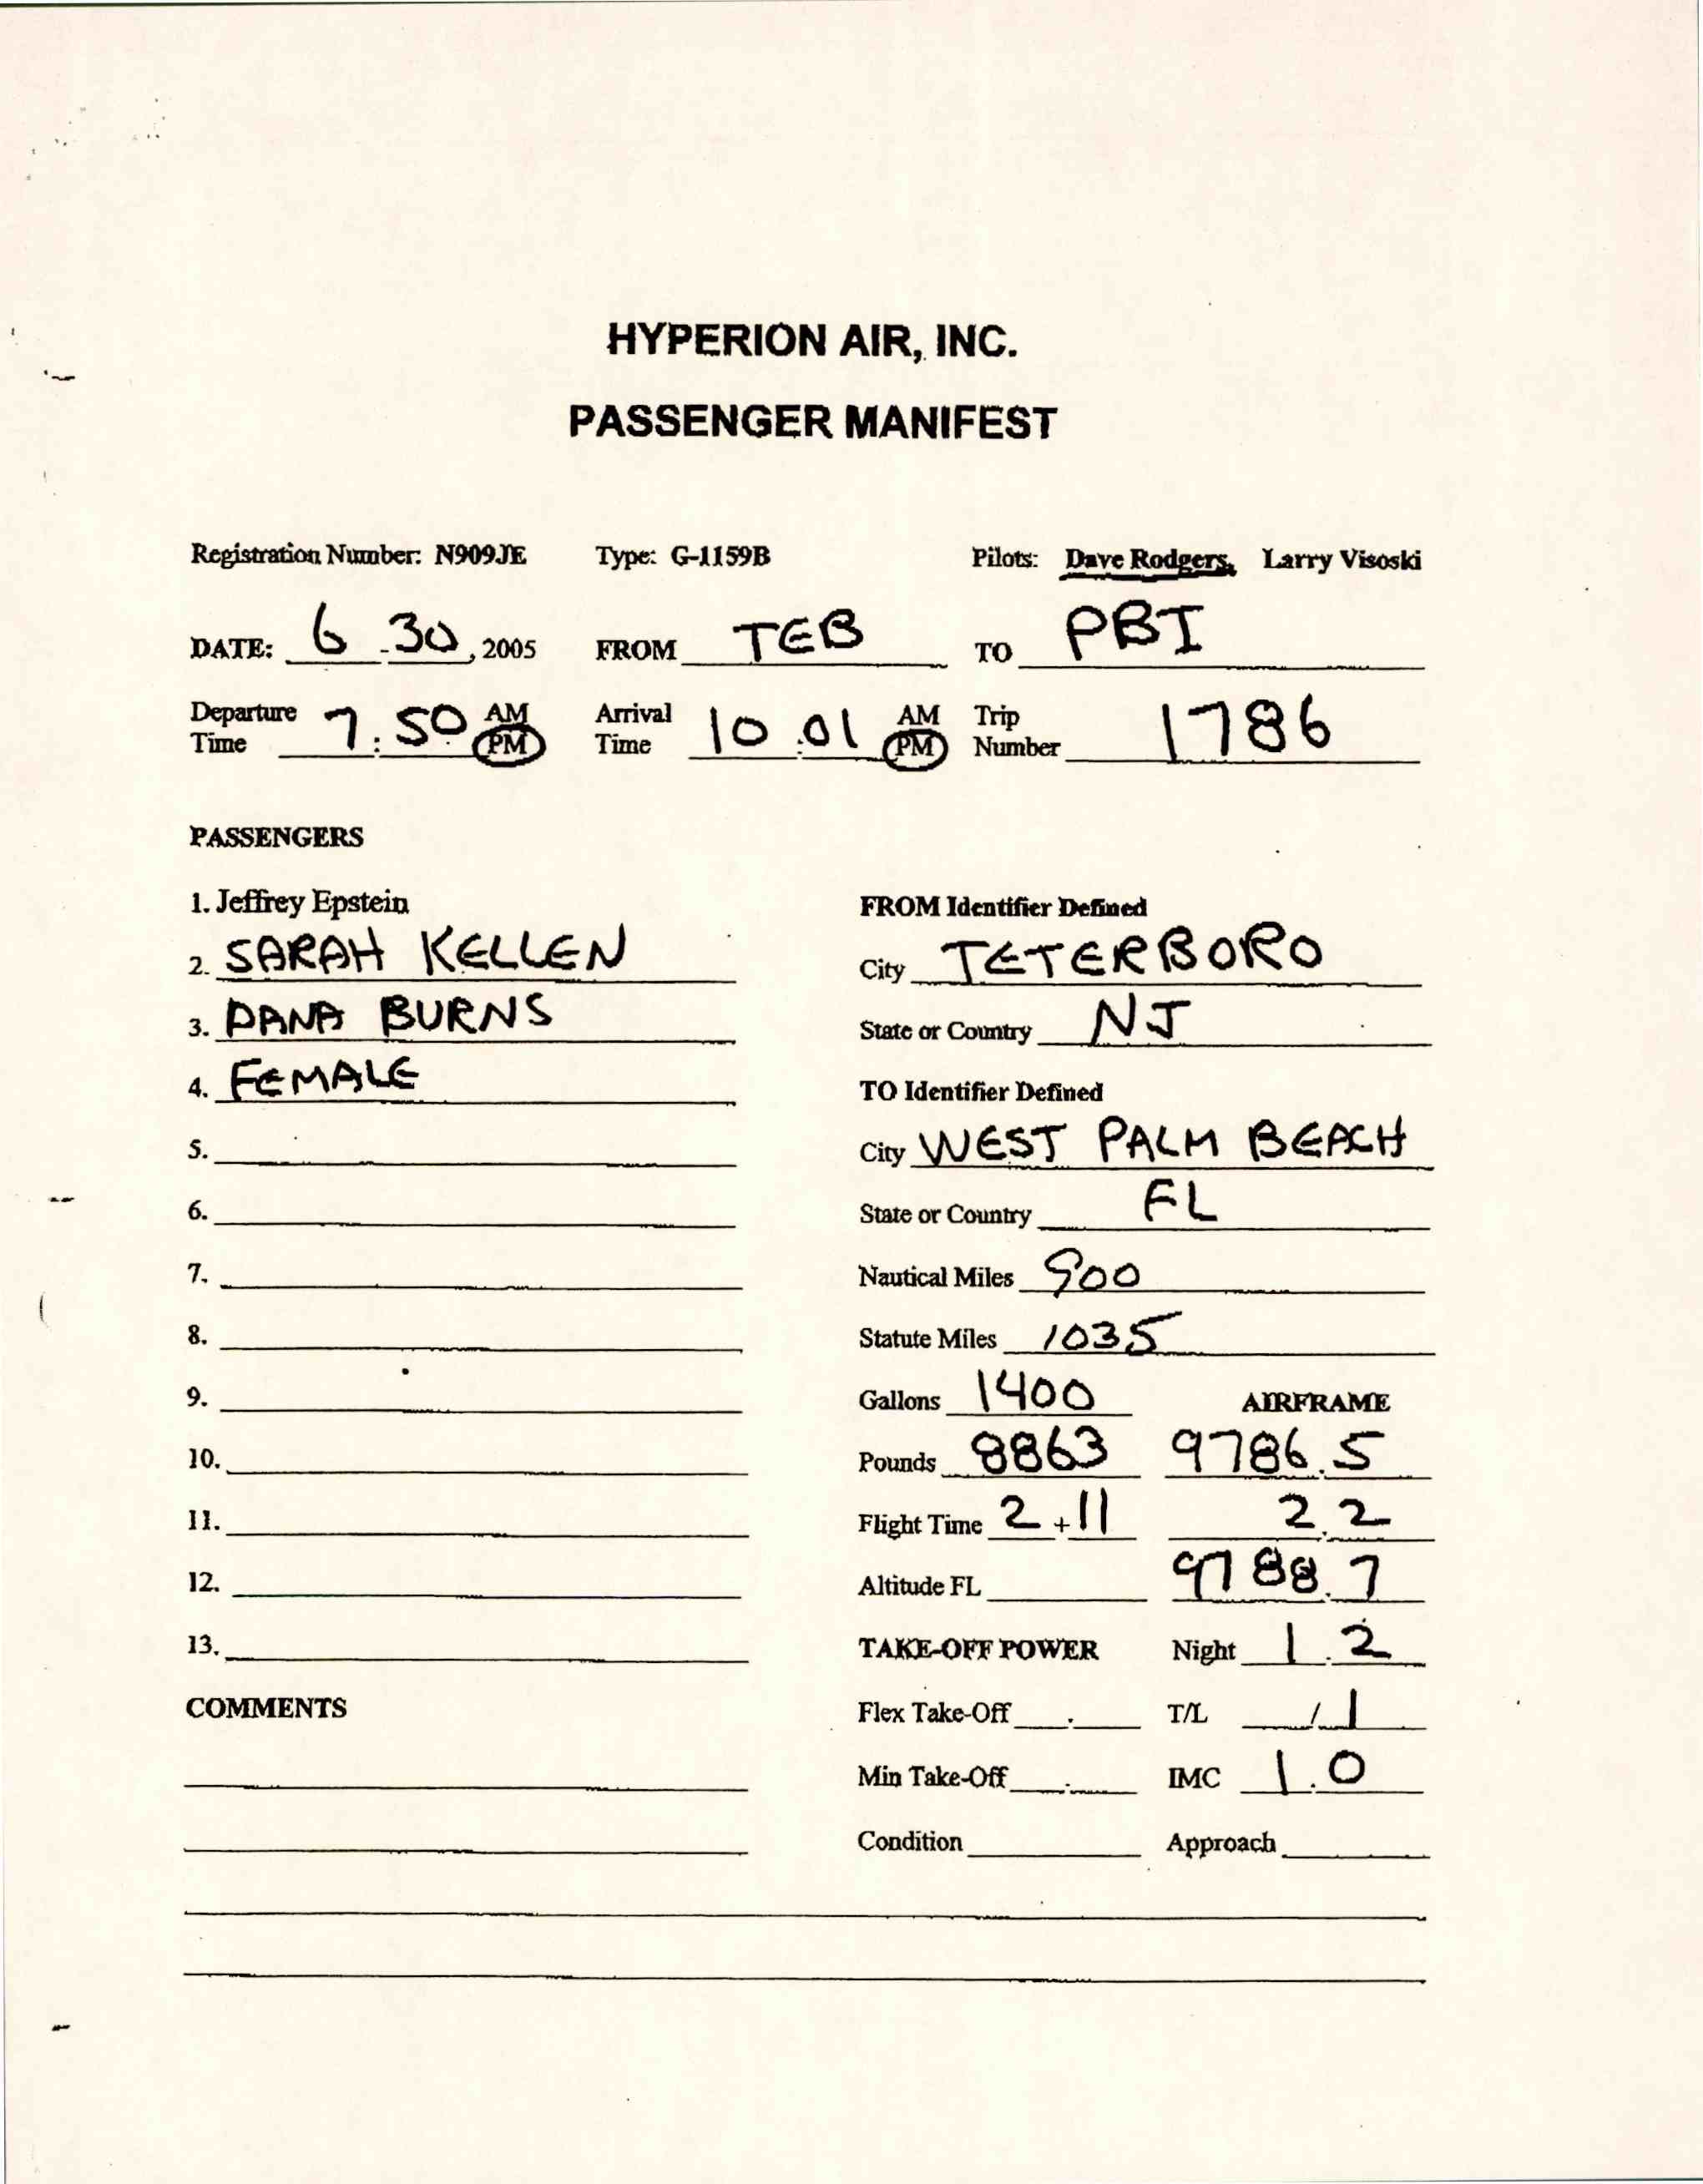 HYPERION AIR, INC.
PASSENGER MANIFEST
Registration Number: N909JE Type: G-1159B Pilots: Dave Rodgers, Larry Visoski
DATE: 6-30, 2005 FROM TEB TO PBI
Departure Time 7:50 AM PM Arrival Time 10:01 AM PM Trip Number 1786
PASSENGERS
1. Jeffrey Epstein
2. SARAH KELLEN
3. DANA BURNS
4. FEMALE
5.
6.
7.
8.
9.
10.
11.
12.
13.
COMMENTS
FROM Identifier Defined
City TETERBORO
State or Country NJ
TO Identifier Defined
City WEST PALM BEACH
State or Country FL
Nautical Miles 900
Statute Miles 1035
Gallons 1400 AIRFRAME
Pounds 8863 9786.5
Flight Time 2+11 2.2
Altitude FL 9788.7
TAKE-OFF POWER Night 1.2
Flex Take-Off . T/L /1
Min Take-Off . IMC 1.0
Condition Approach